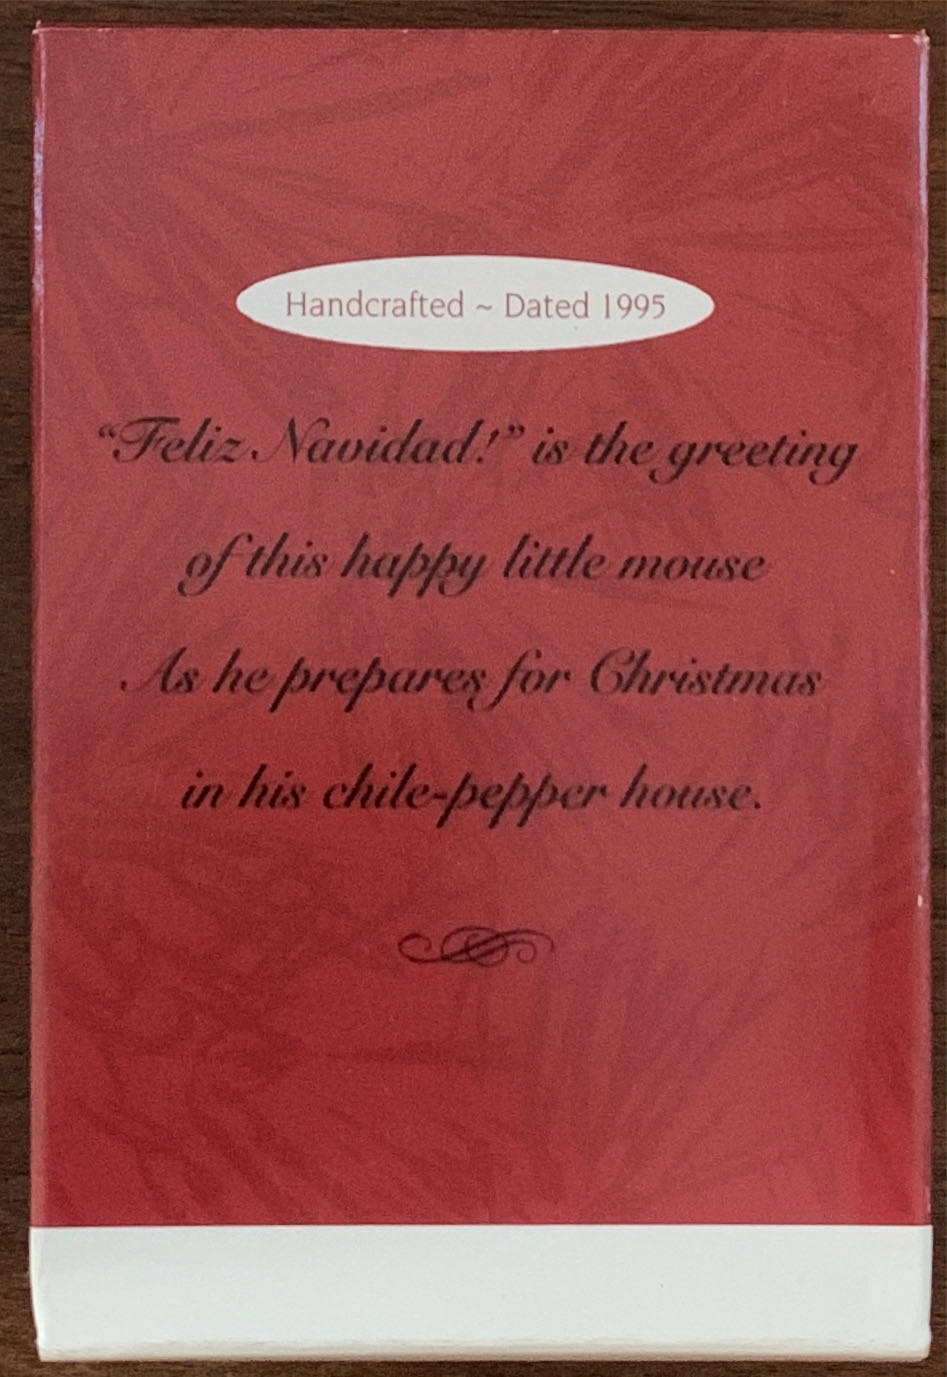 Handcrafted ~ Dated 1995
“Feliz Navidad!” is the greeting
of this happy little mouse
As he prepares for Christmas
in his chile-pepper house.